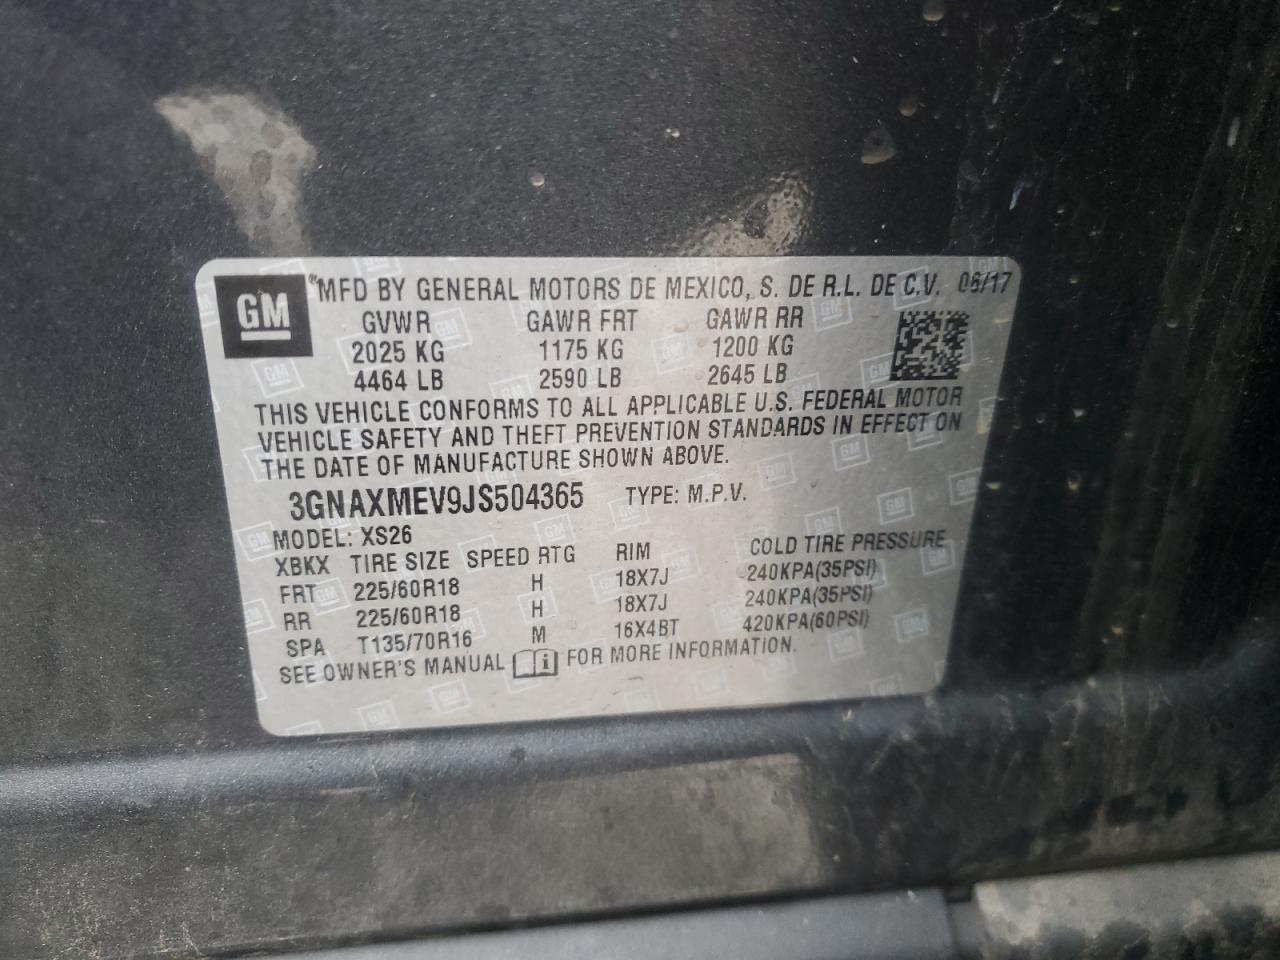 GM
MFD BY GENERAL MOTORS DE MEXICO, S. DE R.L. DE C.V. 06/17
GVWR GAWR FRT GAWR RR
2025 KG 1175 KG 1200 KG
4464 LB 2590 LB 2645 LB
THIS VEHICLE CONFORMS TO ALL APPLICABLE U.S. FEDERAL MOTOR
VEHICLE SAFETY AND THEFT PREVENTION STANDARDS IN EFFECT ON
THE DATE OF MANUFACTURE SHOWN ABOVE.
3GNAXMEV9JS504365 TYPE: M.P.V.
MODEL: XS26
XBKX TIRE SIZE SPEED RTG RIM COLD TIRE PRESSURE
FRT 225/60R18 H 18X7J 240KPA(35PSI)
RR 225/60R18 H 18X7J 240KPA(35PSI)
SPA T135/70R16 M 16X4BT 420KPA(60PSI)
SEE OWNER'S MANUAL FOR MORE INFORMATION.